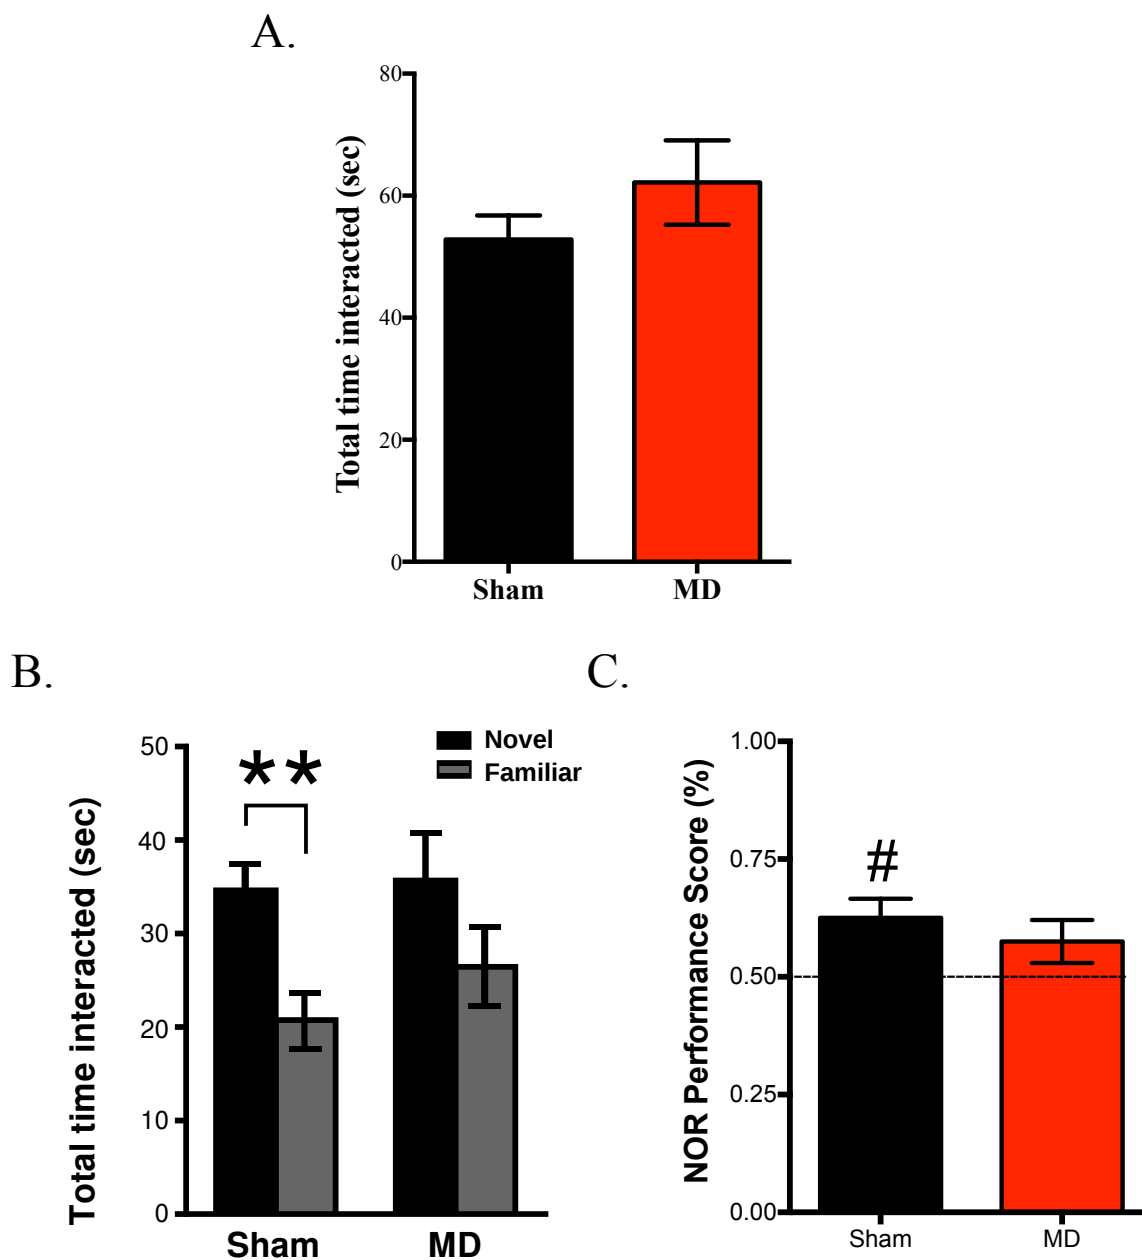 A.
Total time interacted (sec)
80
60
40
20
0
Sham MD
B.
Total time interacted (sec)
50
40
30
20
10
0
**
Novel
Familiar
Sham MD
C.
NOR Performance Score (%)
1.00
0.75
0.50
0.25
0.00
#
Sham MD